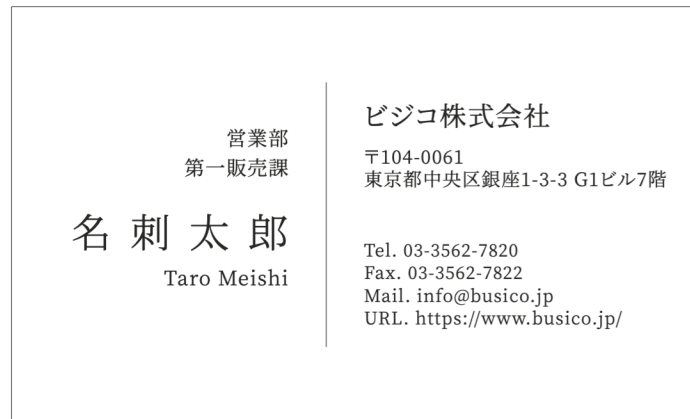 営業部
第一販売課
名刺太郎
Taro Meishi
ビジコ株式会社
〒104-0061
東京都中央区銀座1-3-3 G1ビル7階
Tel. 03-3562-7820
Fax. 03-3562-7822
Mail. info@busico.jp
URL. https://www.busico.jp/